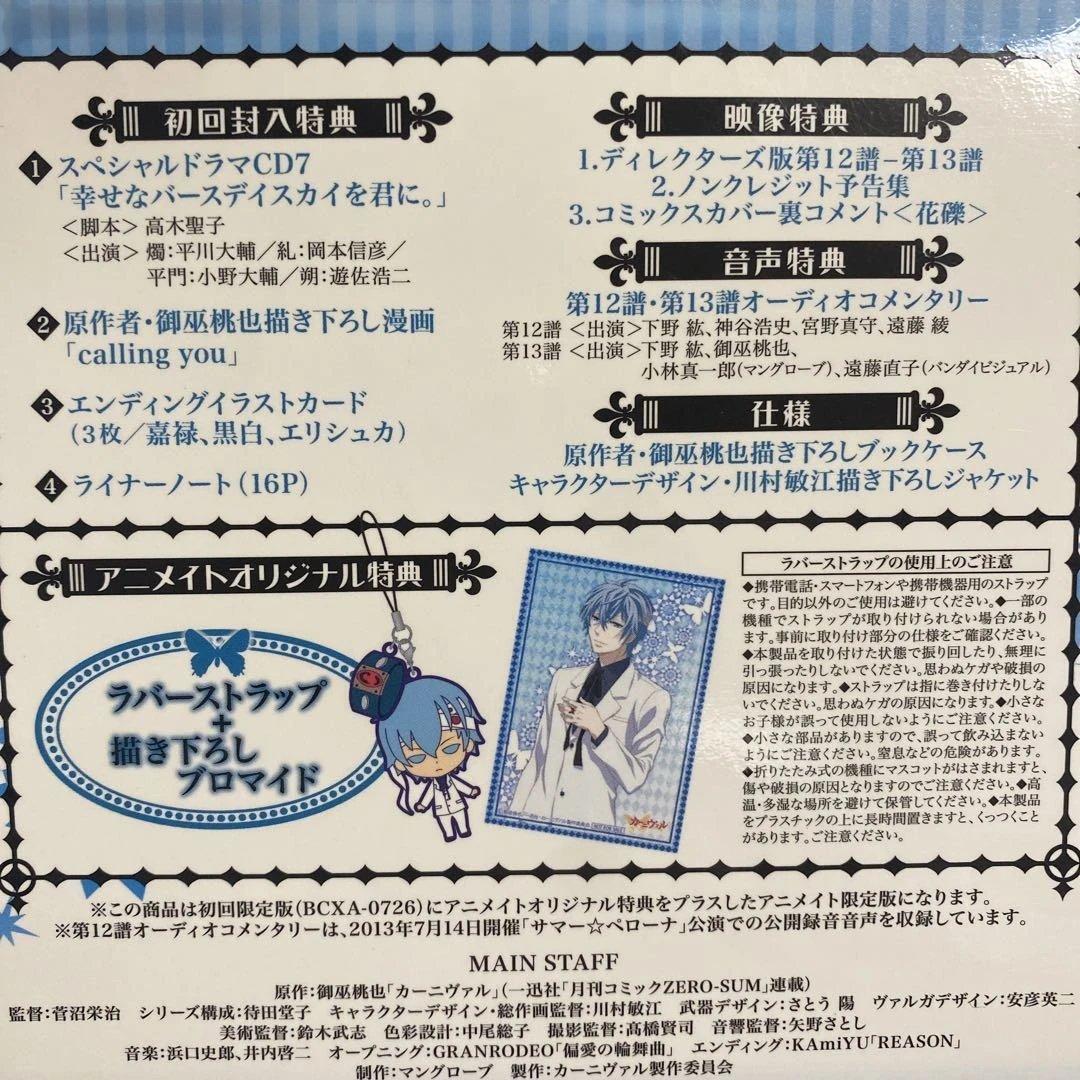 初回封入特典
1 スペシャルドラマCD7
「幸せなバースデイスカイを君に。」
＜脚本＞ 高木聖子
＜出演＞ 燭：平川大輔／糺：岡本信彦／
平門：小野大輔／朔：遊佐浩二
2 原作者・御巫桃也描き下ろし漫画
「calling you」
3 エンディングイラストカード
（3枚／嘉禄、黒白、エリシュカ）
4 ライナーノート（16P）
映像特典
1.ディレクターズ版第12譜−第13譜
2.ノンクレジット予告集
3.コミックスカバー裏コメント＜花礫＞
音声特典
第12譜・第13譜オーディオコメンタリー
第12譜 ＜出演＞下野 紘、神谷浩史、宮野真守、遠藤 綾
第13譜 ＜出演＞下野 紘、御巫桃也、
小林真一郎（マングローブ）、遠藤直子（バンダイビジュアル）
仕様
原作者・御巫桃也描き下ろしブックケース
キャラクターデザイン・川村敏江描き下ろしジャケット
アニメイトオリジナル特典
ラバーストラップ
+
描き下ろし
ブロマイド
カーニヴァル
ラバーストラップの使用上のご注意
◆携帯電話・スマートフォンや携帯機器用のストラップ
です。目的以外のご使用は避けてください。◆一部の
機種でストラップが取り付けられない場合があり
ます。事前に取り付け部分の仕様をご確認ください。
◆本製品を取り付けた状態で振り回したり、無理に
引っ張ったりしないでください。思わぬケガや破損の
原因になります。◆ストラップは指に巻き付けたりしな
いでください。思わぬケガの原因になります。◆小さな
お子様が誤って使用しないようにご注意ください。
◆小さな部品がありますので、誤って飲み込まない
ようにご注意ください。窒息などの危険があります。
◆折りたたみ式の機種にマスコットがはさまれますと、
傷や破損の原因となりますのでご注意ください。◆高
温・多湿な場所を避けて保管してください。◆本製品
をプラスチックの上に長時間置きますと、くっつくこと
があります。ご注意ください。
※この商品は初回限定版（BCXA-0726）にアニメイトオリジナル特典をプラスしたアニメイト限定版になります。
※第12譜オーディオコメンタリーは、2013年7月14日開催「サマー☆ペローナ」公演での公開録音音声を収録しています。
MAIN STAFF
原作：御巫桃也「カーニヴァル」（一迅社「月刊コミックZERO-SUM」連載）
監督：菅沼栄治 シリーズ構成：待田堂子 キャラクターデザイン・総作画監督：川村敏江 武器デザイン：さとう 陽 ヴァルガデザイン：安彦英二
美術監督：鈴木武志 色彩設計：中尾総子 撮影監督：髙橋賢司 音響監督：矢野さとし
音楽：浜口史郎、井内啓二 オープニング：GRANRODEO「偏愛の輪舞曲」 エンディング：KAmiYU「REASON」
制作：マングローブ 製作：カーニヴァル製作委員会